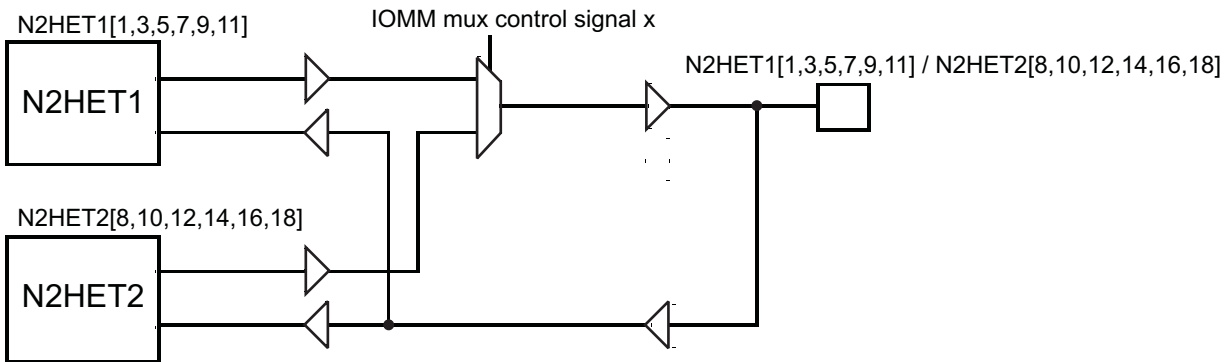 N2HET1[1,3,5,7,9,11]
IOMM mux control signal x
N2HET1[1,3,5,7,9,11] / N2HET2[8,10,12,14,16,18]
N2HET1
N2HET2[8,10,12,14,16,18]
N2HET2